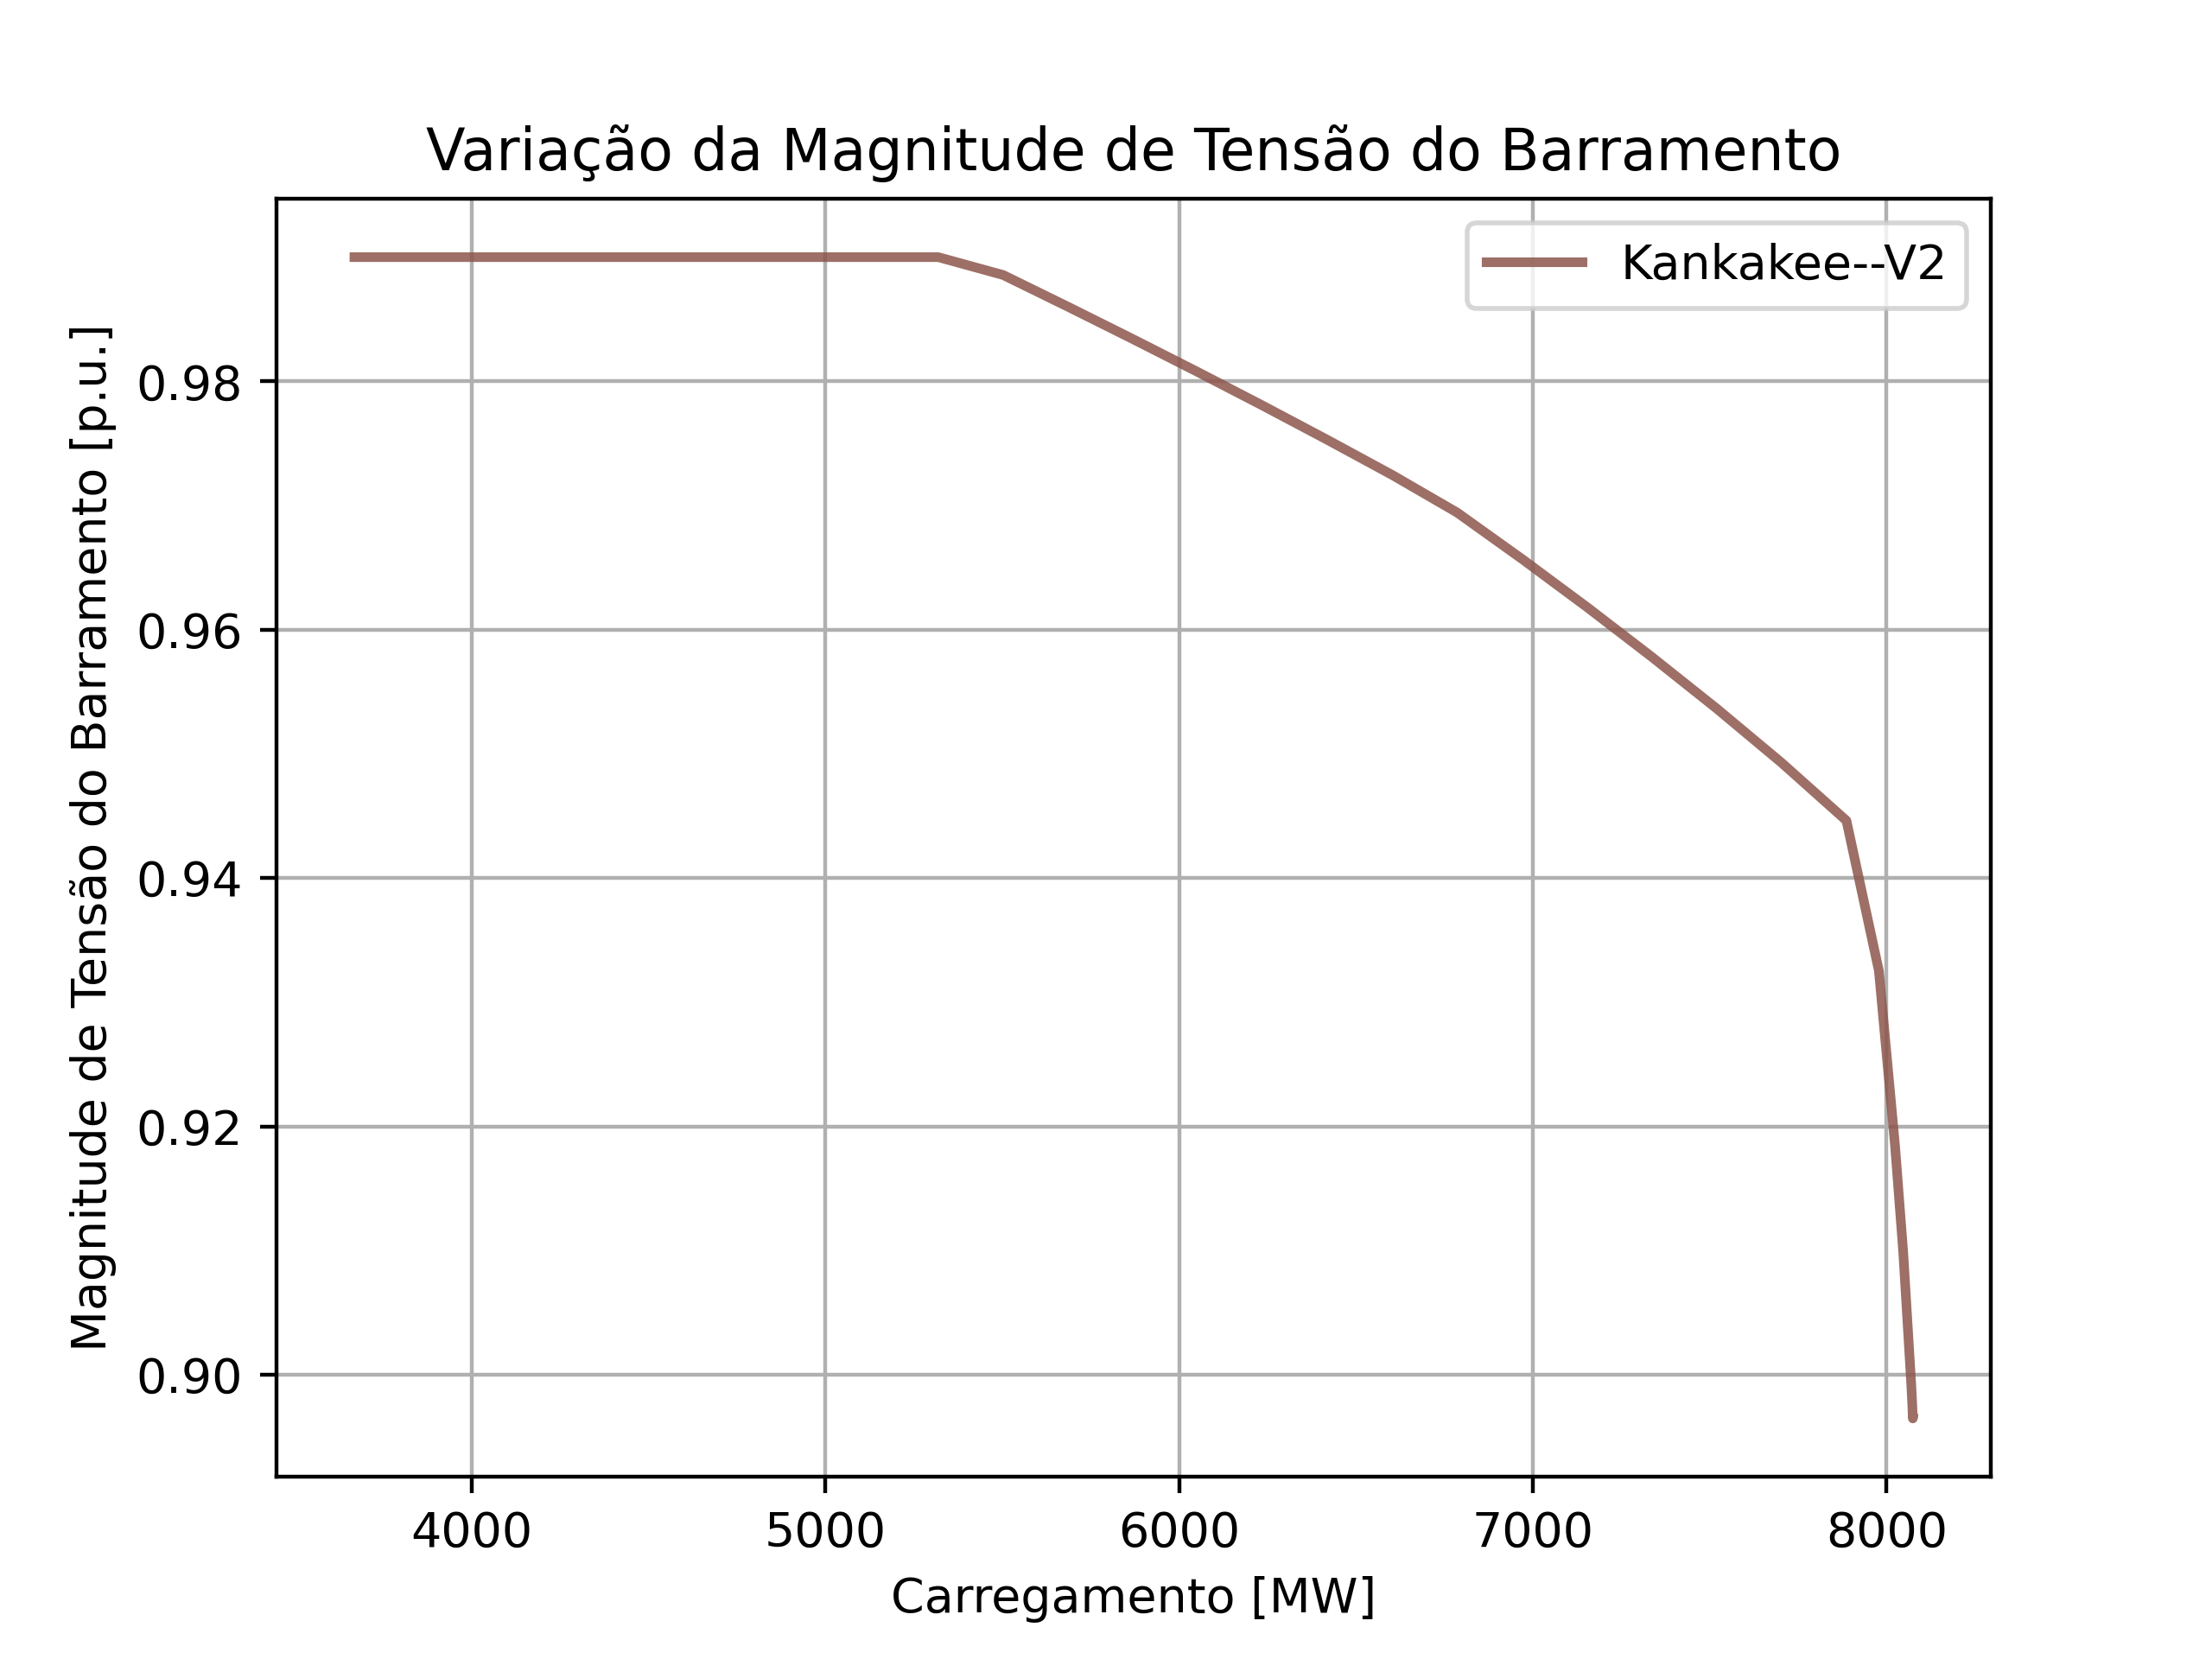 Variação da Magnitude de Tensão do Barramento
Kankakee--V2
Magnitude de Tensão do Barramento [p.u.]
0.98
0.96
0.94
0.92
0.90
4000 5000 6000 7000 8000
Carregamento [MW]